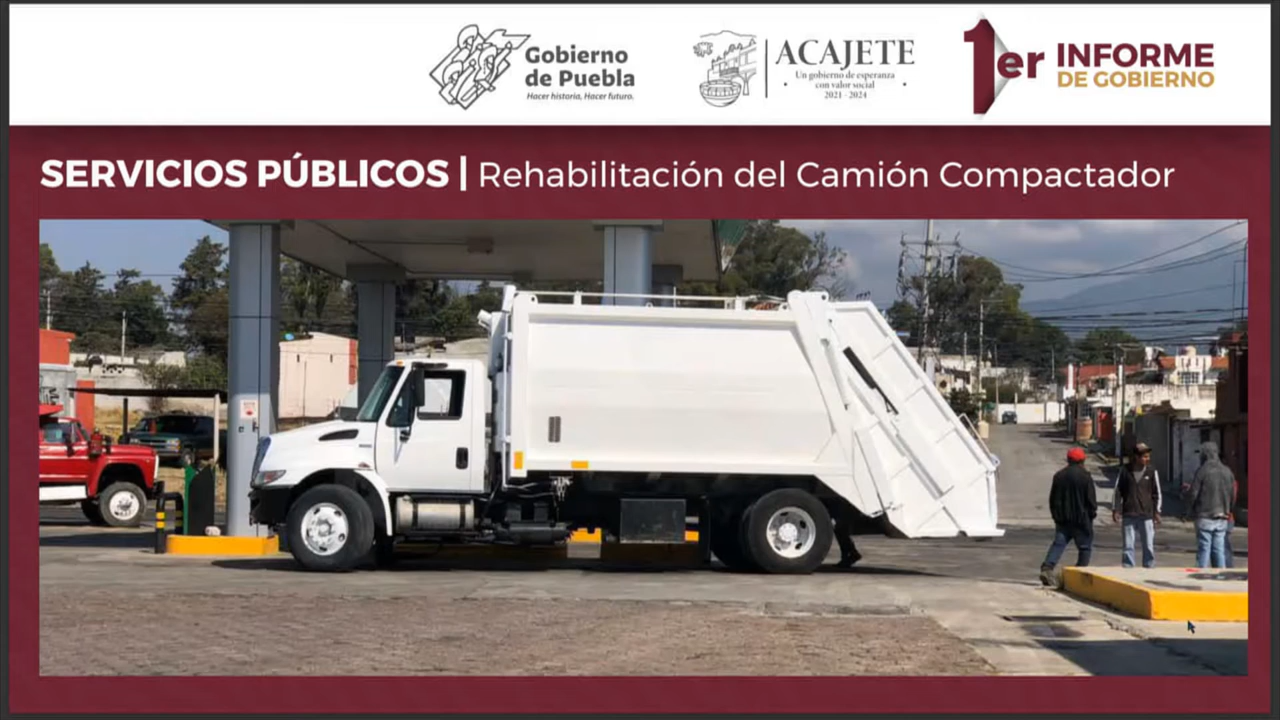 Gobierno
de Puebla
Hacer historia, Hacer futuro.
ACAJETE
Un gobierno de esperanza
con valor social
2021 - 2024
1er INFORME
DE GOBIERNO
SERVICIOS PÚBLICOS | Rehabilitación del Camión Compactador